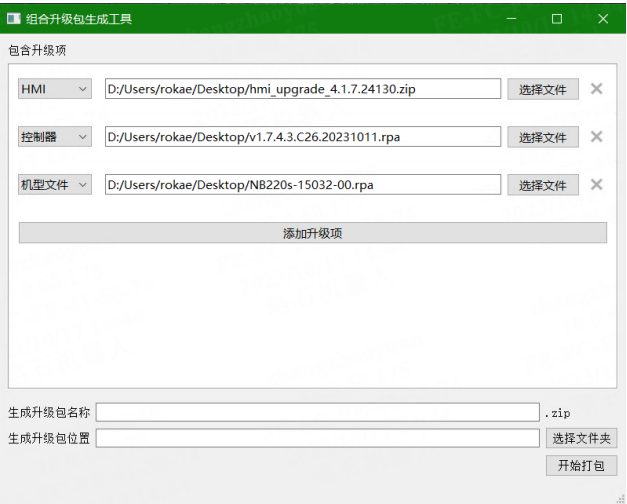 组合升级包生成工具
包含升级项
HMI D:/Users/rokae/Desktop/hmi_upgrade_4.1.7.24130.zip 选择文件
控制器 D:/Users/rokae/Desktop/v1.7.4.3.C26.20231011.rpa 选择文件
机型文件 D:/Users/rokae/Desktop/NB220s-15032-00.rpa 选择文件
添加升级项
生成升级包名称 .zip
生成升级包位置 选择文件夹
开始打包